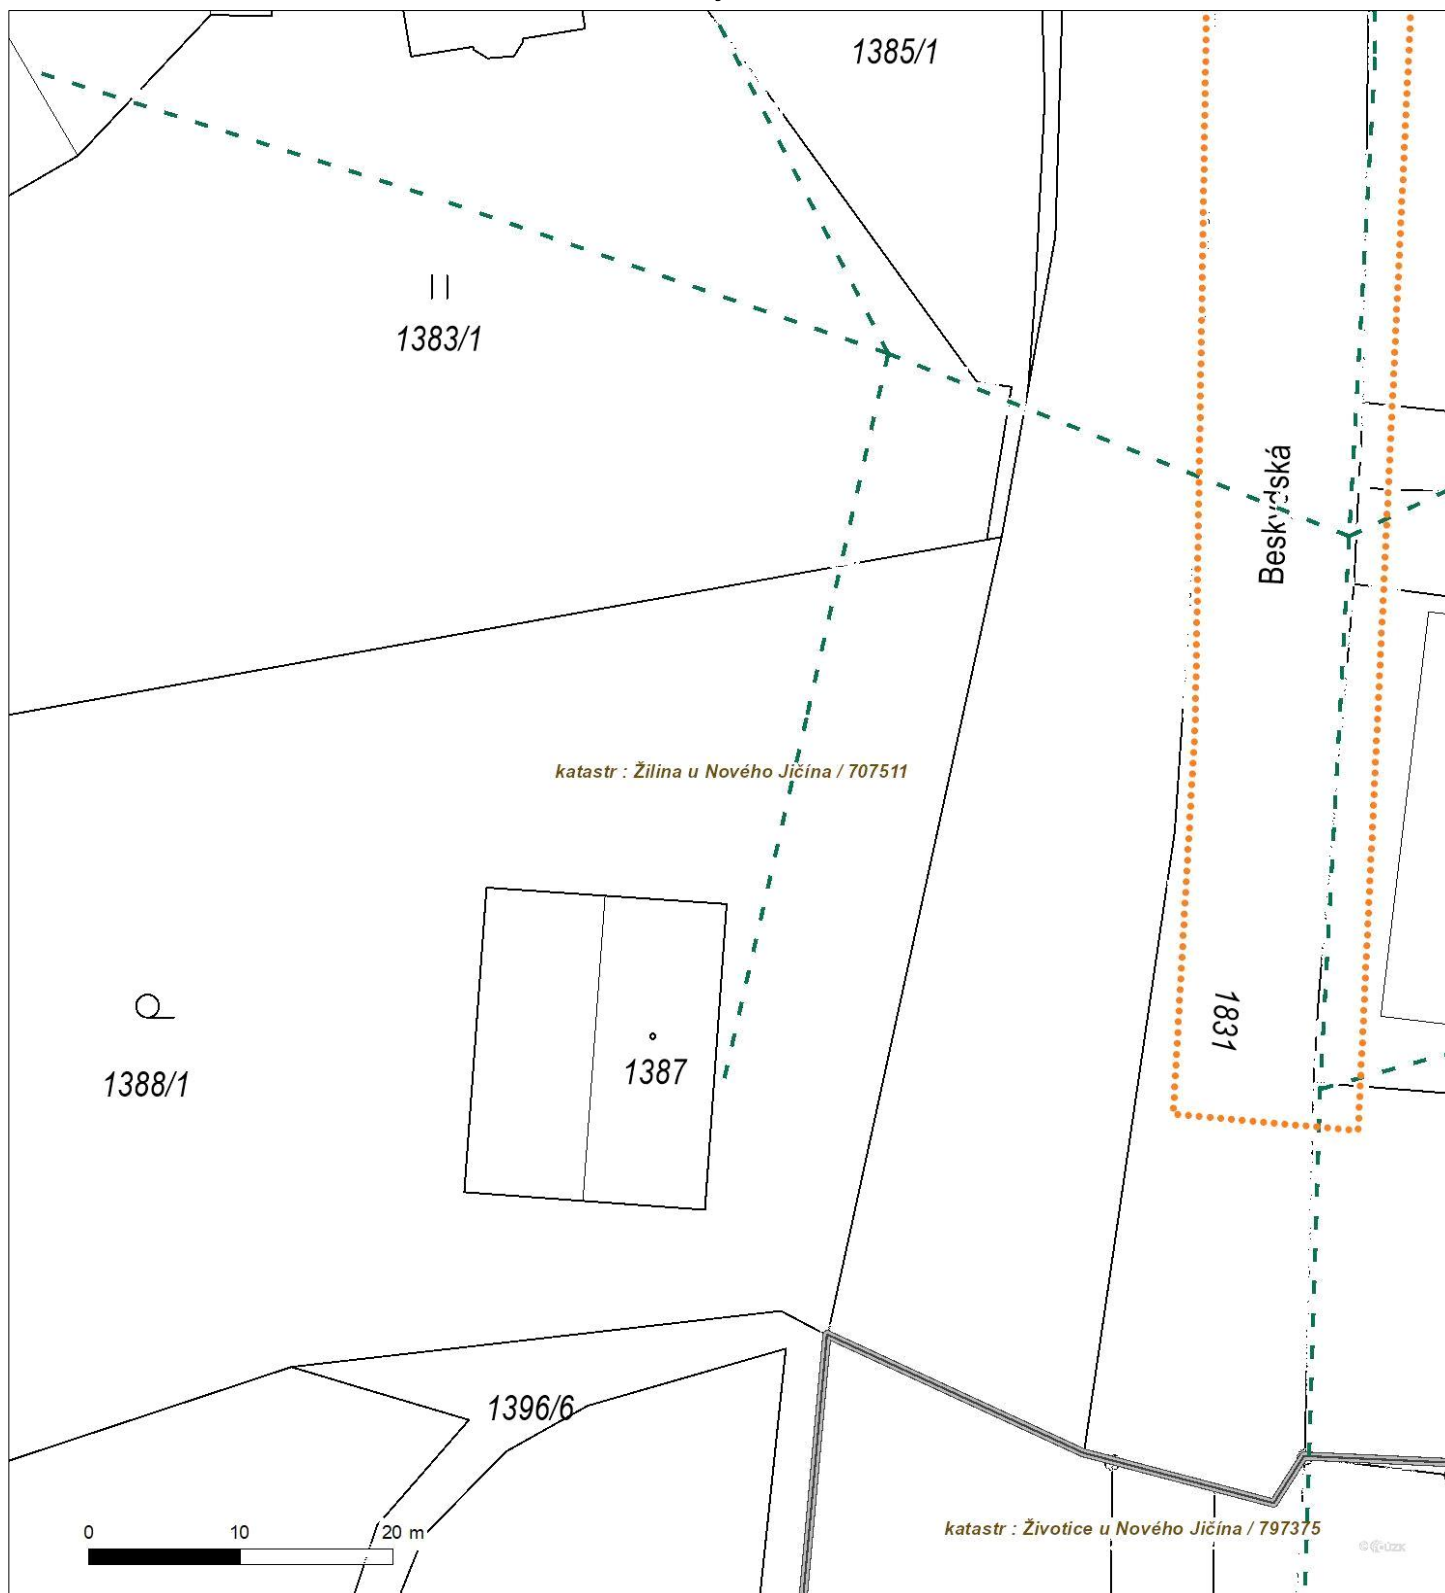 1385/1
1383/1
Beskydská
katastr : Žilina u Nového Jičína / 707511
1831
1387
1388/1
1396/6
0 10 20 m
katastr : Životice u Nového Jičína / 797375